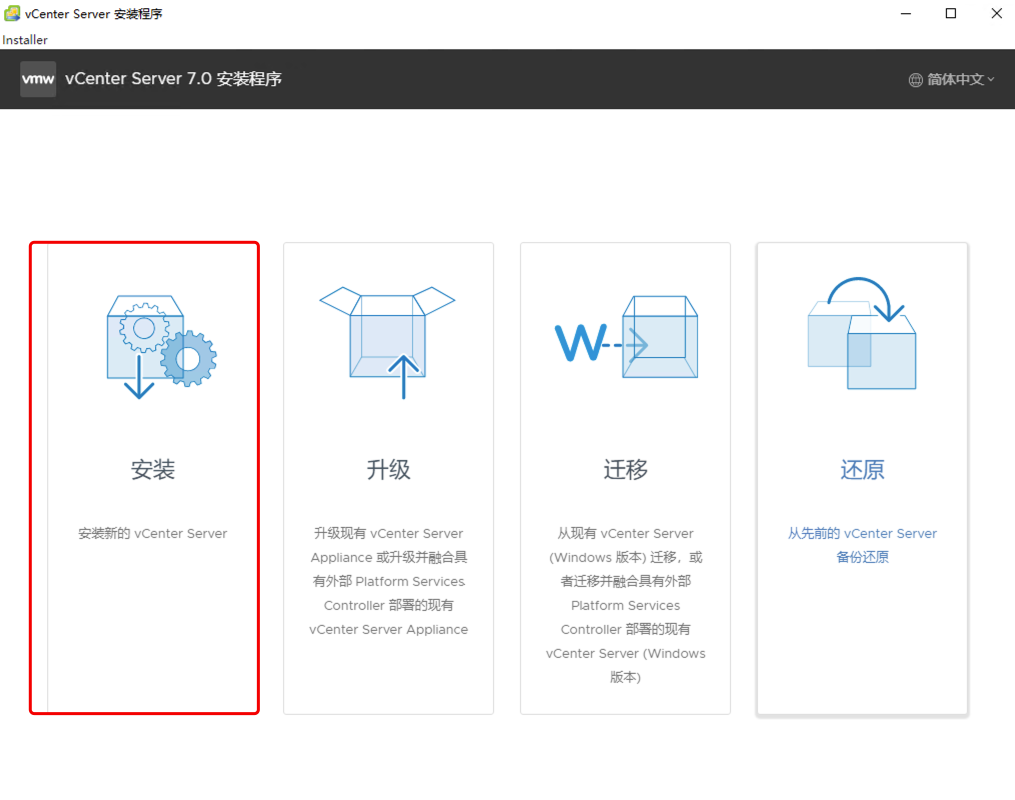 vCenter Server 安装程序
Installer
vmw vCenter Server 7.0 安装程序
简体中文
安装
安装新的 vCenter Server
升级
升级现有 vCenter Server
Appliance 或升级并融合具
有外部 Platform Services
Controller 部署的现有
vCenter Server Appliance
W
迁移
从现有 vCenter Server
(Windows 版本) 迁移，或
者迁移并融合具有外部
Platform Services
Controller 部署的现有
vCenter Server (Windows
版本)
还原
从先前的 vCenter Server
备份还原